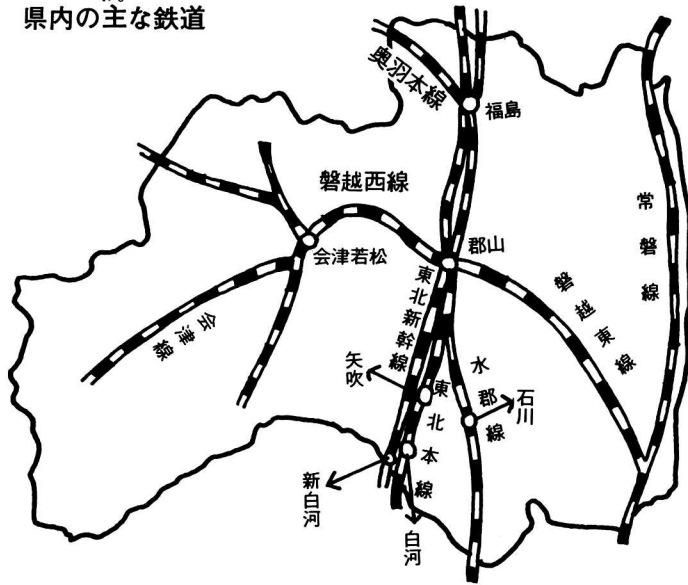 県内の主な鉄道
奥羽本線
福島
磐越西線
常磐線
会津若松
郡山
東北新幹線
磐越東線
会津線
矢吹
水郡線
石川
東北本線
新白河
白河